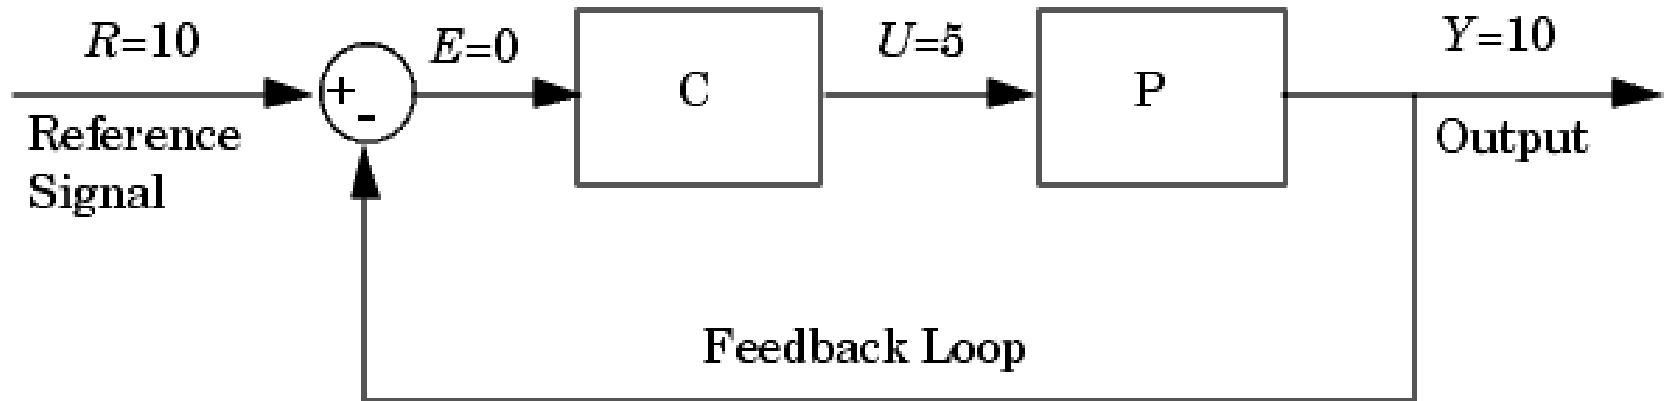 R=10
E=0
U=5
Y=10
+
-
C
P
Reference
Signal
Output
Feedback Loop